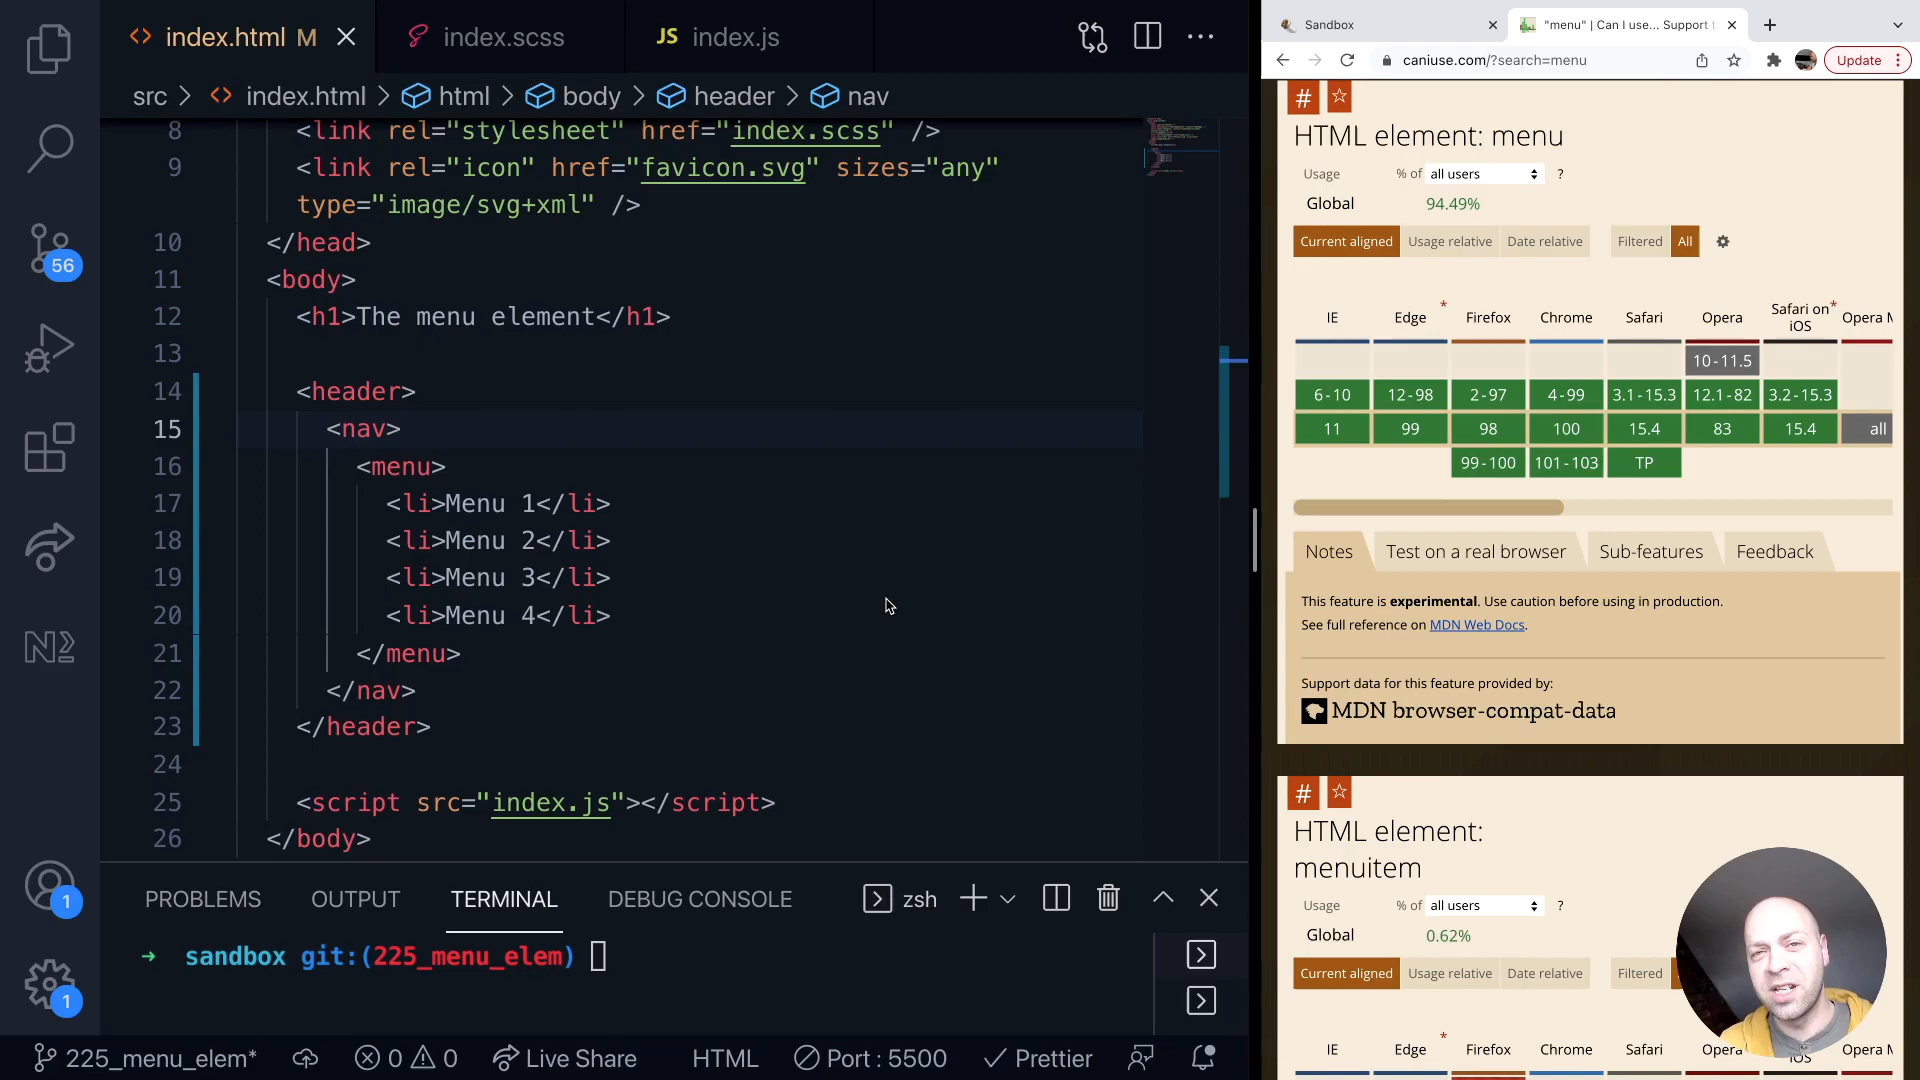 index.html M
index.scss
JS index.js
src > index.html > html > body > header > nav
8 <link rel="stylesheet" href="index.scss" />
9 <link rel="icon" href="favicon.svg" sizes="any"
type="image/svg+xml" />
10 </head>
11 <body>
12 <h1>The menu element</h1>
13
14 <header>
15 <nav>
16 <menu>
17 <li>Menu 1</li>
18 <li>Menu 2</li>
19 <li>Menu 3</li>
20 <li>Menu 4</li>
21 </menu>
22 </nav>
23 </header>
24
25 <script src="index.js"></script>
26 </body>
56
1
1
PROBLEMS OUTPUT TERMINAL DEBUG CONSOLE zsh
→ sandbox git:(225_menu_elem)
225_menu_elem* 0 0 Live Share HTML Port : 5500 Prettier
Sandbox
"menu" | Can I use... Support t
caniuse.com/?search=menu Update
# ☆
HTML element: menu
Usage % of all users ?
Global 94.49%
Current aligned Usage relative Date relative Filtered All
IE Edge * Firefox Chrome Safari Opera Safari on iOS * Opera M
10-11.5
6-10 12-98 2-97 4-99 3.1-15.3 12.1-82 3.2-15.3
11 99 98 100 15.4 83 15.4 all
99-100 101-103 TP
Notes Test on a real browser Sub-features Feedback
This feature is experimental. Use caution before using in production.
See full reference on MDN Web Docs.
Support data for this feature provided by:
MDN browser-compat-data
# ☆
HTML element:
menuitem
Usage % of all users ?
Global 0.62%
Current aligned Usage relative Date relative Filtered
IE Edge * Firefox Chrome Safari Opera iOS Opera M